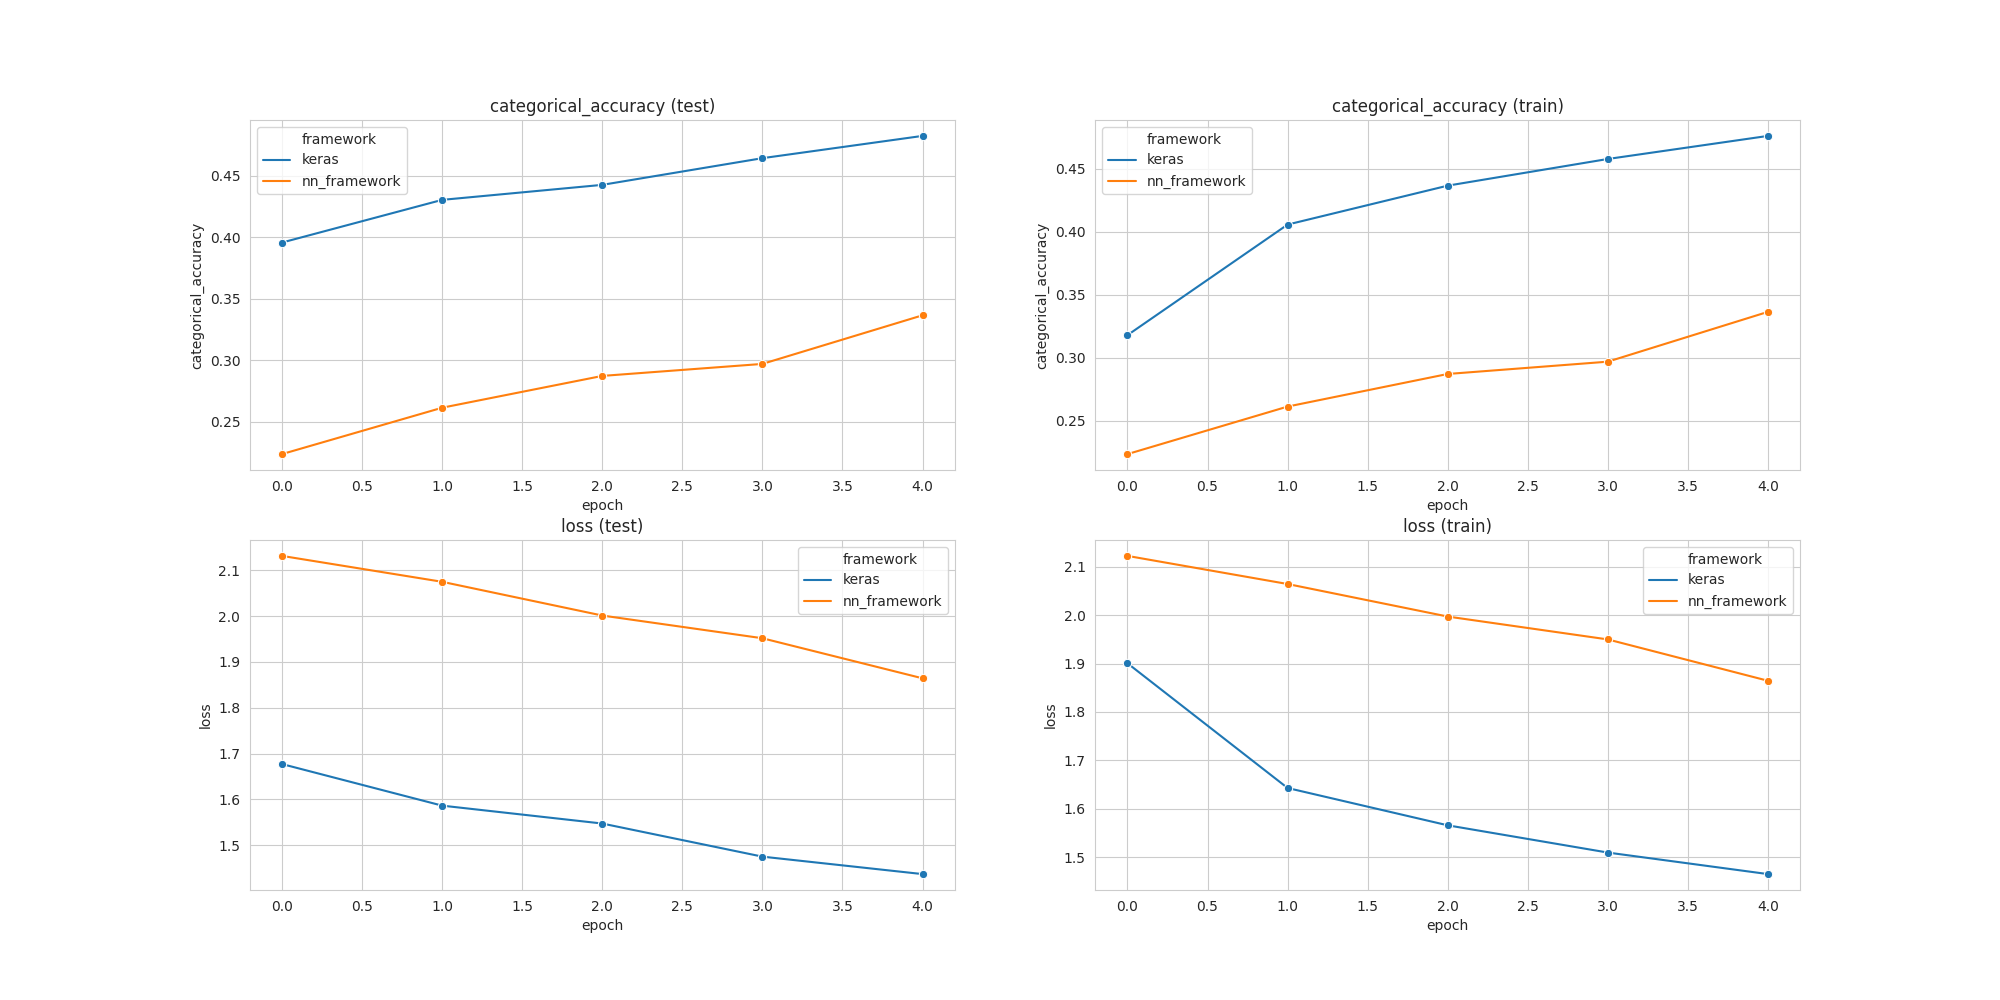 categorical_accuracy (test)
framework
keras
nn_framework
categorical_accuracy
0.45
0.40
0.35
0.30
0.25
0.0 0.5 1.0 1.5 2.0 2.5 3.0 3.5 4.0
epoch
categorical_accuracy (train)
framework
keras
nn_framework
categorical_accuracy
0.45
0.40
0.35
0.30
0.25
0.0 0.5 1.0 1.5 2.0 2.5 3.0 3.5 4.0
epoch
loss (test)
framework
keras
nn_framework
loss
2.1
2.0
1.9
1.8
1.7
1.6
1.5
0.0 0.5 1.0 1.5 2.0 2.5 3.0 3.5 4.0
epoch
loss (train)
framework
keras
nn_framework
loss
2.1
2.0
1.9
1.8
1.7
1.6
1.5
0.0 0.5 1.0 1.5 2.0 2.5 3.0 3.5 4.0
epoch